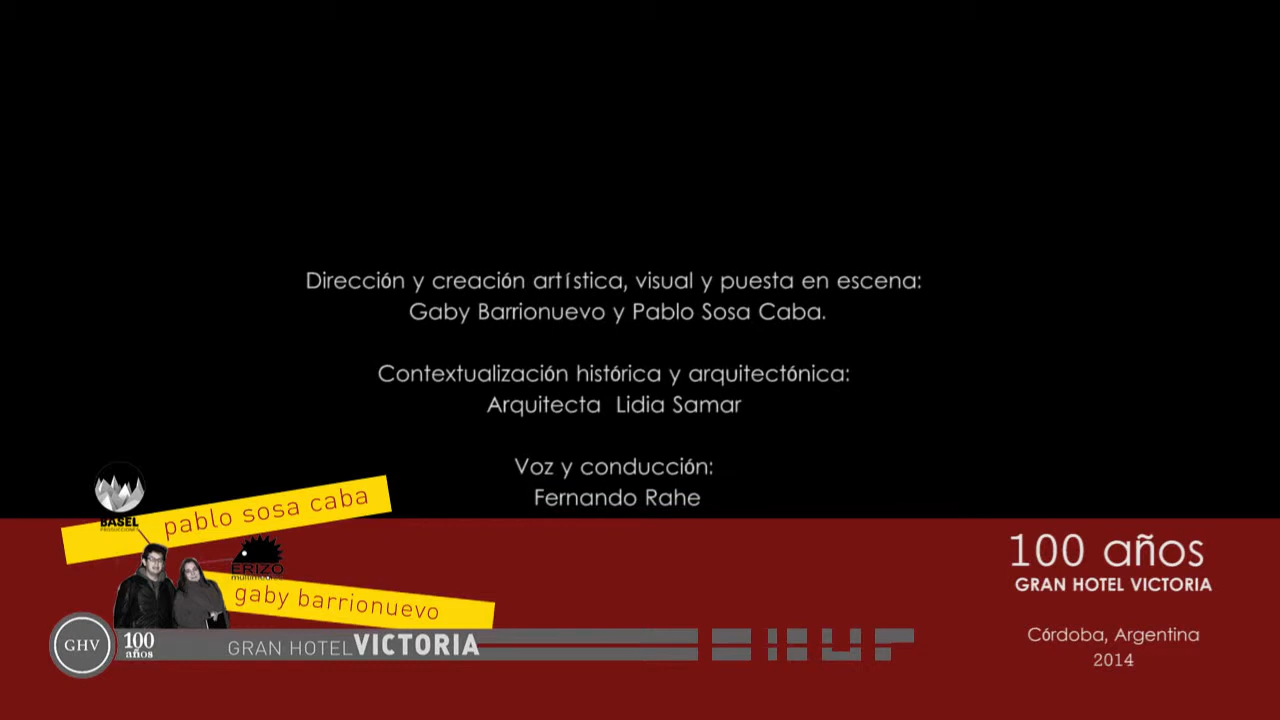 Dirección y creación artística, visual y puesta en escena:
Gaby Barrionuevo y Pablo Sosa Caba.
Contextualización histórica y arquitectónica:
Arquitecta Lidia Samar
Voz y conducción:
Fernando Rahe
BASEL
PRODUCCIONES
pablo sosa caba
ERIZO
multimedia
gaby barrionuevo
GHV
100
años
GRAN HOTEL VICTORIA
100 años
GRAN HOTEL VICTORIA
Córdoba, Argentina
2014